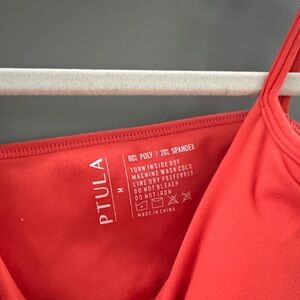 PTULA
M
80% POLY / 20% SPANDEX
TURN INSIDE OUT
MACHINE WASH COLD
LINE DRY PREFERRED
DO NOT BLEACH
DO NOT IRON
MADE IN CHINA